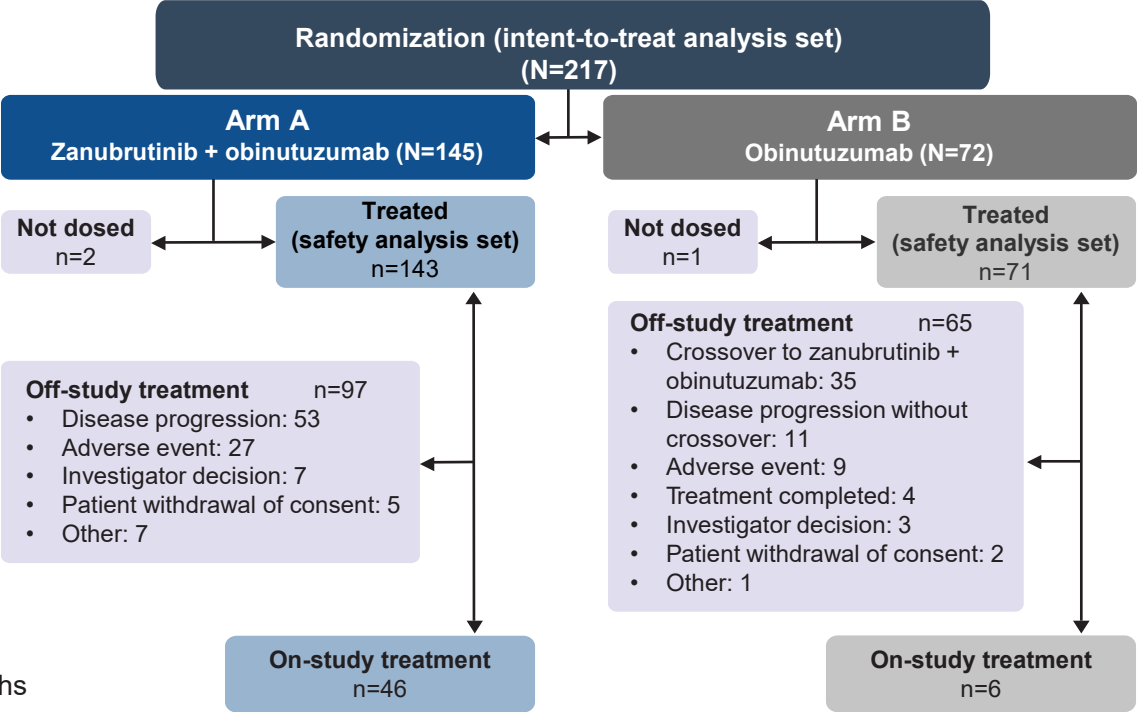 Randomization (intent-to-treat analysis set)
(N=217)
Arm A
Zanubrutinib + obinutuzumab (N=145)
Arm B
Obinutuzumab (N=72)
Not dosed
n=2
Treated
(safety analysis set)
n=143
Not dosed
n=1
Treated
(safety analysis set)
n=71
Off-study treatment n=97
• Disease progression: 53
• Adverse event: 27
• Investigator decision: 7
• Patient withdrawal of consent: 5
• Other: 7
Off-study treatment n=65
• Crossover to zanubrutinib +
obinutuzumab: 35
• Disease progression without
crossover: 11
• Adverse event: 9
• Treatment completed: 4
• Investigator decision: 3
• Patient withdrawal of consent: 2
• Other: 1
On-study treatment
n=46
On-study treatment
n=6
hs